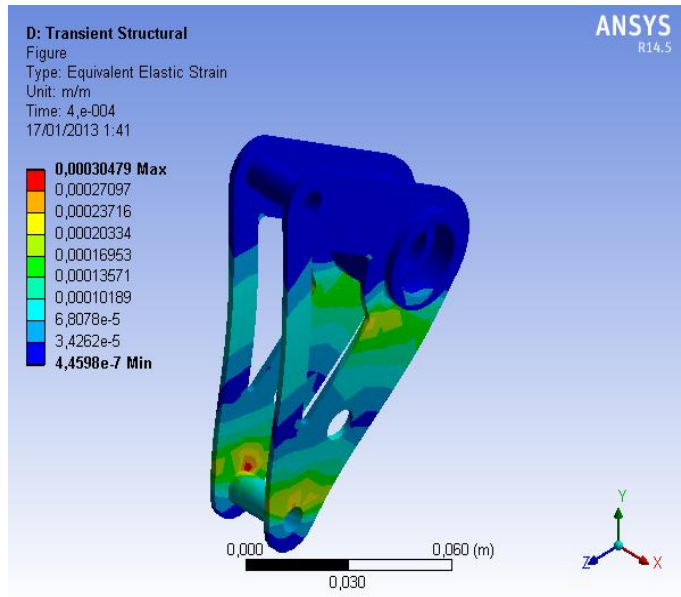 D: Transient Structural
Figure
Type: Equivalent Elastic Strain
Unit: m/m
Time: 4,e-004
17/01/2013 1:41
ANSYS
R14.5
0,00030479 Max
0,00027097
0,00023716
0,00020334
0,00016953
0,00013571
0,00010189
6,8078e-5
3,4262e-5
4,4598e-7 Min
0,000
0,060 (m)
0,030
Y
Z
X